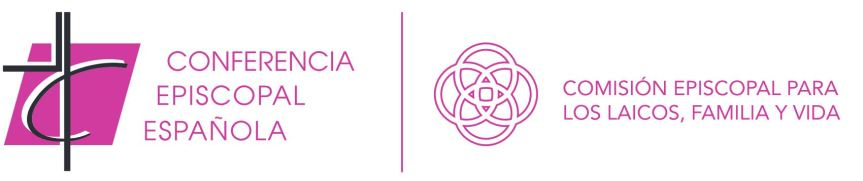 CONFERENCIA
EPISCOPAL
ESPAÑOLA
COMISIÓN EPISCOPAL PARA
LOS LAICOS, FAMILIA Y VIDA